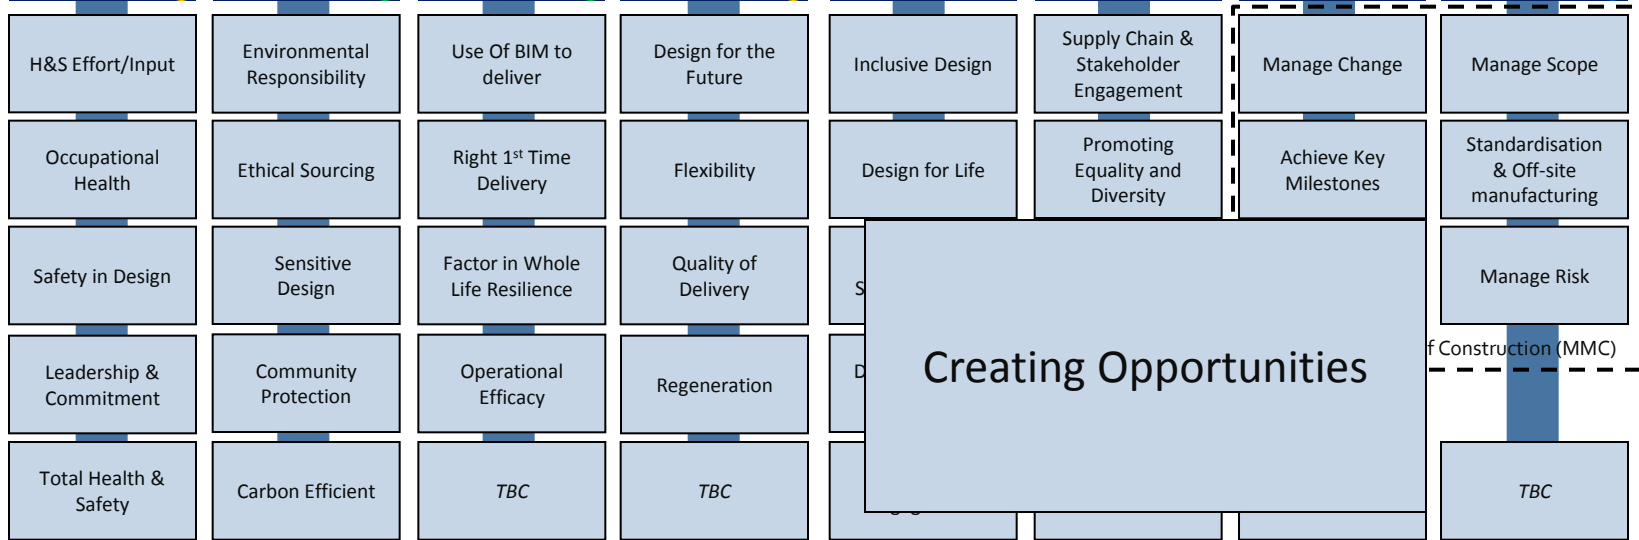 H&S Effort/Input
Environmental
Responsibility
Use Of BIM to
deliver
Design for the
Future
Inclusive Design
Supply Chain &
Stakeholder
Engagement
Manage Change
Manage Scope
Occupational
Health
Ethical Sourcing
Right 1st Time
Delivery
Flexibility
Design for Life
Promoting
Equality and
Diversity
Achieve Key
Milestones
Standardisation
& Off-site
manufacturing
Safety in Design
Sensitive
Design
Factor in Whole
Life Resilience
Quality of
Delivery
Manage Risk
Construction (MMC)
Leadership &
Commitment
Community
Protection
Operational
Efficacy
Regeneration
Creating Opportunities
Total Health &
Safety
Carbon Efficient
TBC
TBC
TBC